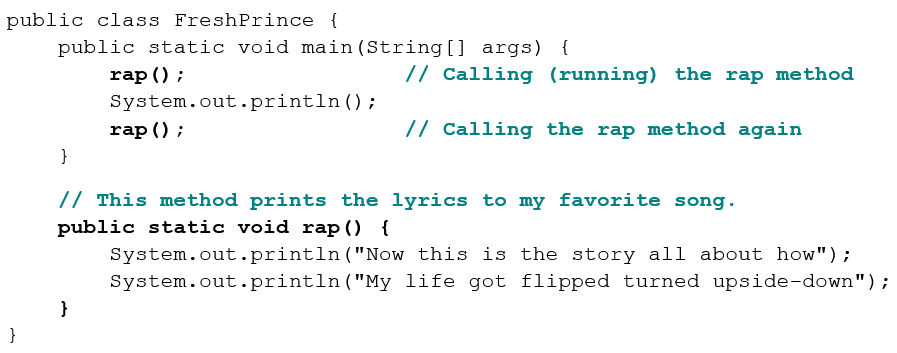 public class FreshPrince {
    public static void main(String[] args) {
        rap();                 // Calling (running) the rap method
        System.out.println();
        rap();                 // Calling the rap method again
    }

    // This method prints the lyrics to my favorite song.
    public static void rap() {
        System.out.println("Now this is the story all about how");
        System.out.println("My life got flipped turned upside-down");
    }
}